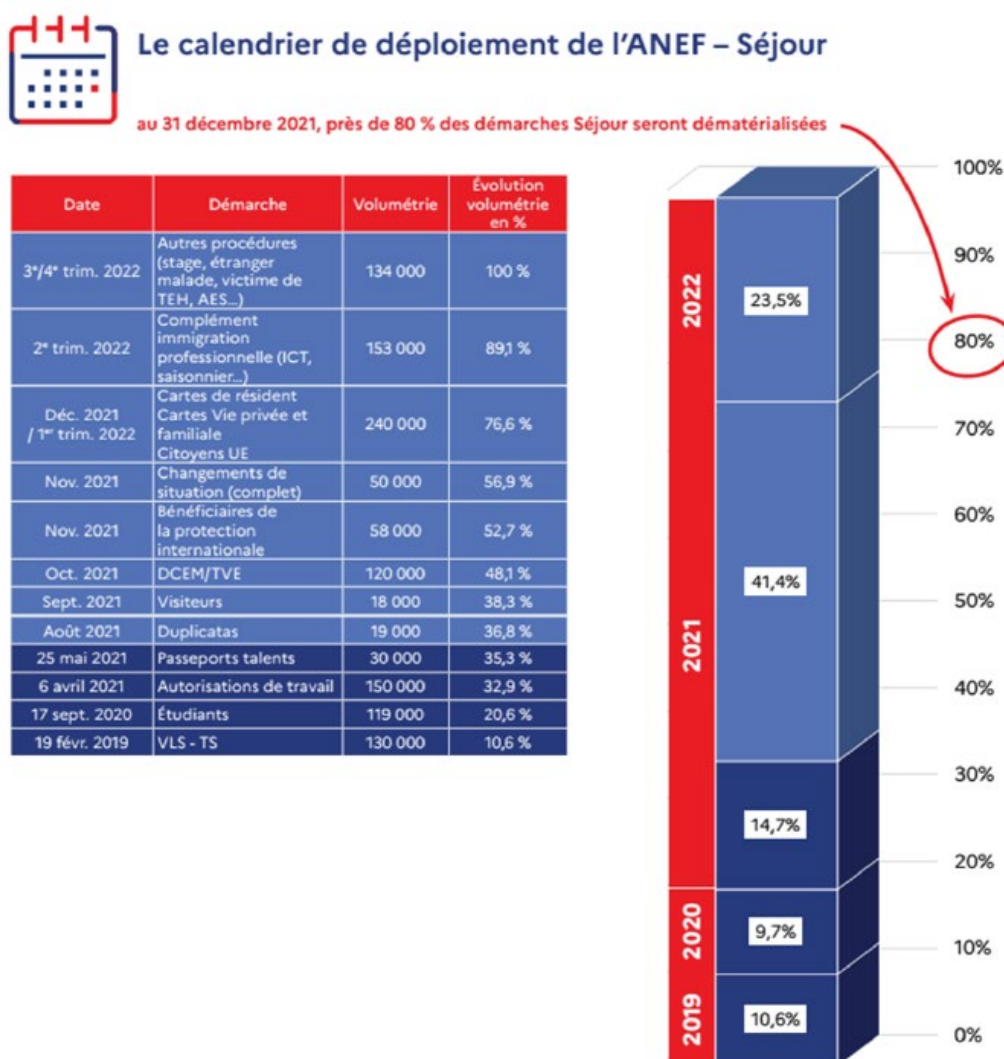 Le calendrier de déploiement de l'ANEF – Séjour
au 31 décembre 2021, près de 80 % des démarches Séjour seront dématérialisées
Date Démarche Volumétrie Évolution volumétrie en %
3e/4e trim. 2022 Autres procédures (stage, étranger malade, victime de TEH, AES...) 134 000 100 %
2e trim. 2022 Complément immigration professionnelle (ICT, saisonnier...) 153 000 89,1 %
Déc. 2021 / 1er trim. 2022 Cartes de résident Cartes Vie privée et familiale Citoyens UE 240 000 76,6 %
Nov. 2021 Changements de situation (complet) 50 000 56,9 %
Nov. 2021 Bénéficiaires de la protection internationale 58 000 52,7 %
Oct. 2021 DCEM/TVE 120 000 48,1 %
Sept. 2021 Visiteurs 18 000 38,3 %
Août 2021 Duplicatas 19 000 36,8 %
25 mai 2021 Passeports talents 30 000 35,3 %
6 avril 2021 Autorisations de travail 150 000 32,9 %
17 sept. 2020 Étudiants 119 000 20,6 %
19 févr. 2019 VLS - TS 130 000 10,6 %
2022
2021
2020
2019
23,5%
41,4%
14,7%
9,7%
10,6%
100%
90%
80%
70%
60%
50%
40%
30%
20%
10%
0%